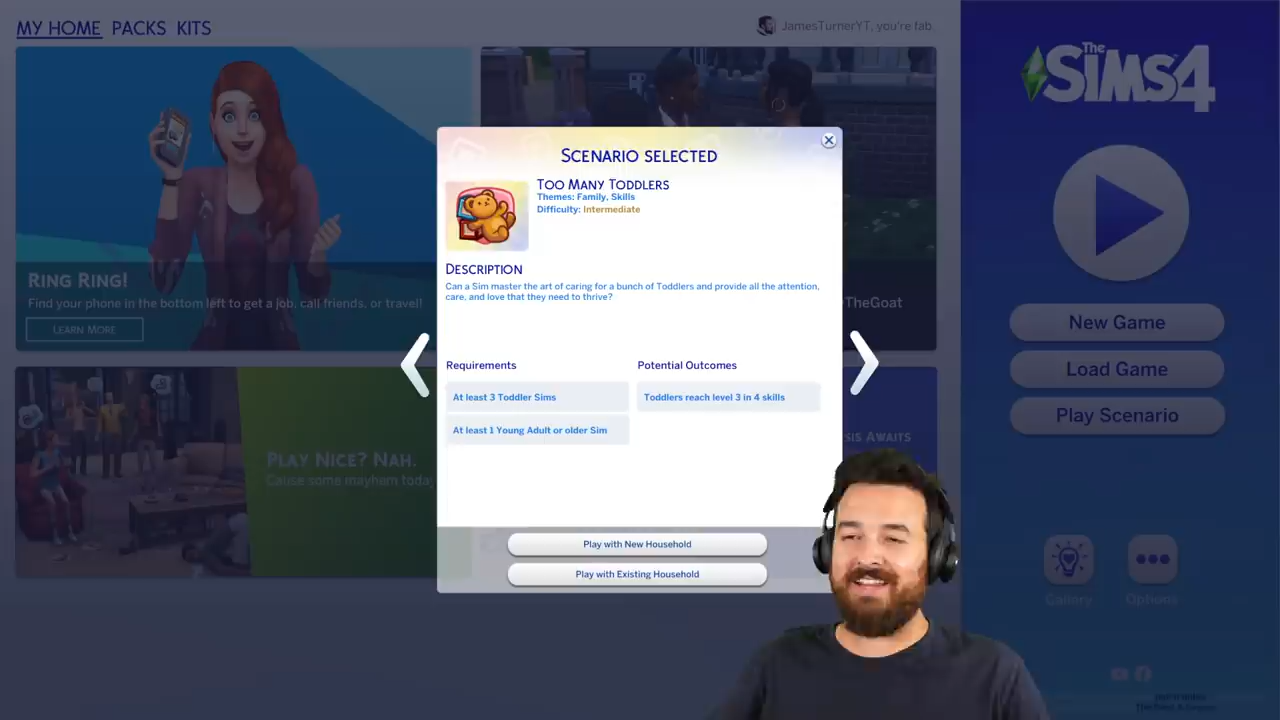 MY HOME PACKS KITS
JamesTurnerYT, you're fab.
The
SiMS4
SCENARIO SELECTED
TOO MANY TODDLERS
Themes: Family, Skills
Difficulty: Intermediate
DESCRIPTION
Can a Sim master the art of caring for a bunch of Toddlers and provide all the attention,
care, and love that they need to thrive?
RING RING!
Find your phone in the bottom left to get a job, call friends, or travel!
LEARN MORE
TheGoat
New Game
Load Game
Play Scenario
Requirements
Potential Outcomes
At least 3 Toddler Sims
Toddlers reach level 3 in 4 skills
At least 1 Young Adult or older Sim
PLAY NICE? NAH.
Cause some mayhem toda
SIS AWAITS
Play with New Household
Play with Existing Household
Gallery
Options